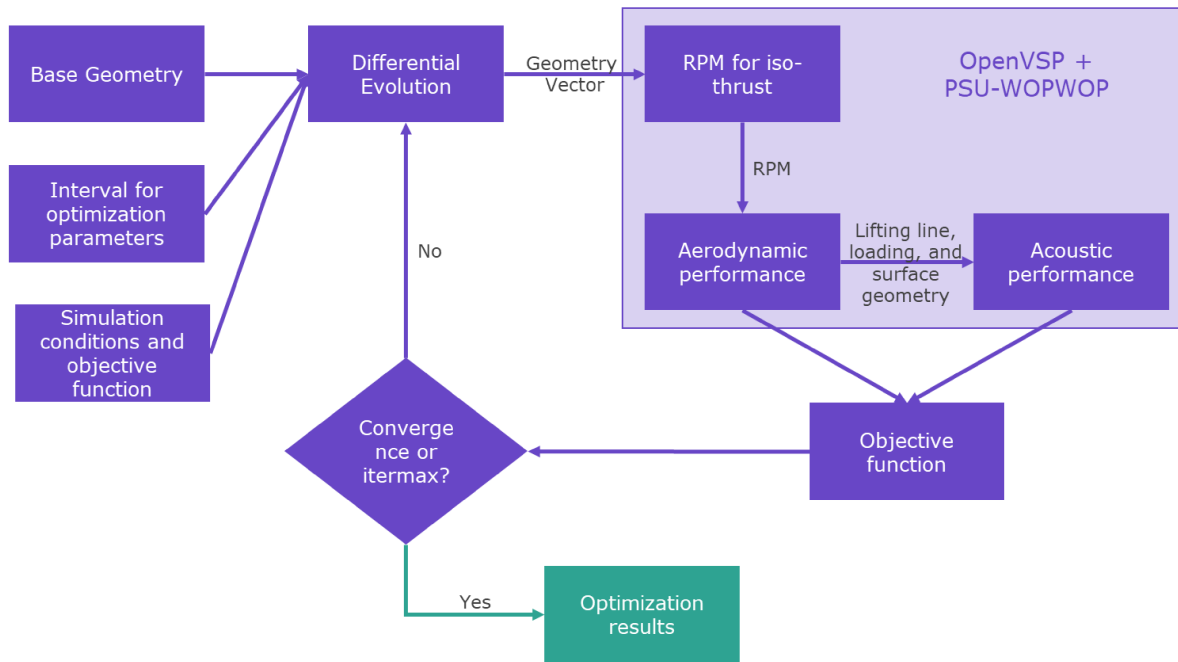 Base Geometry
Differential
Evolution
Geometry
Vector
RPM for iso-
thrust
OpenVSP +
PSU-WOPWOP
Interval for
optimization
parameters
RPM
No
Aerodynamic
performance
Lifting line,
loading, and
surface
geometry
Acoustic
performance
Simulation
conditions and
objective
function
Converge
nce or
itermax?
Objective
function
Yes
Optimization
results